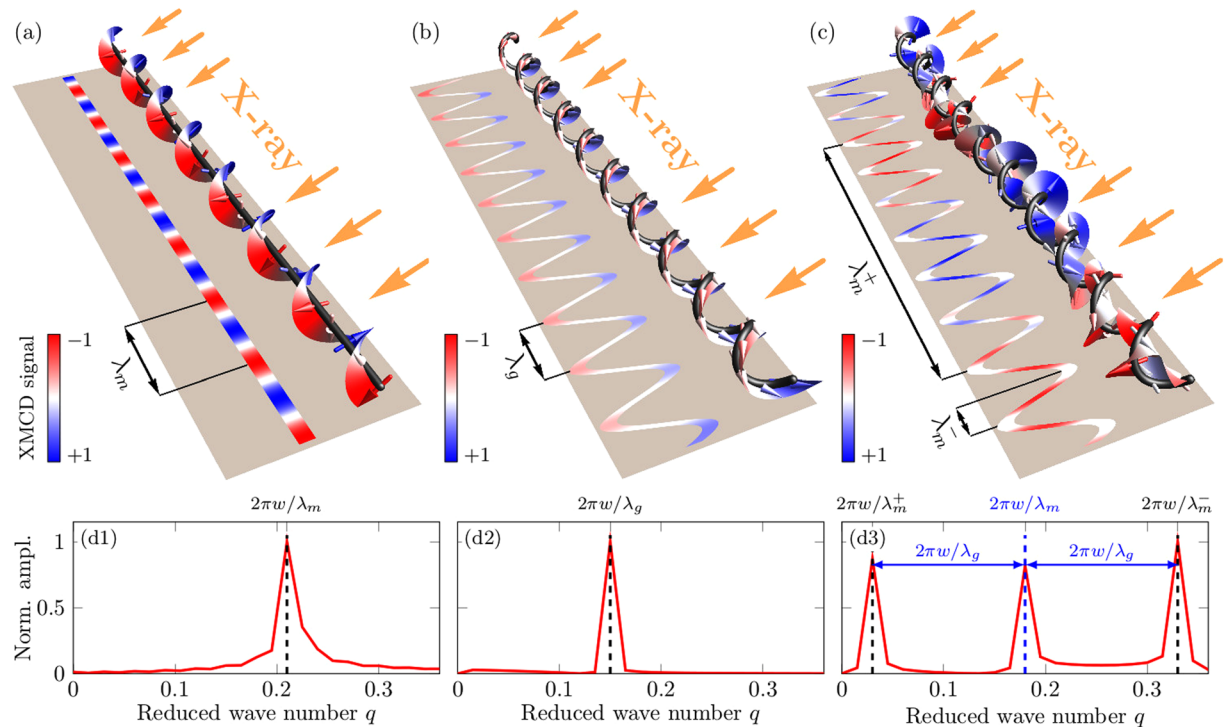 (a)
X-ray
λm
XMCD signal
−1
+1
(b)
X-ray
λg
−1
+1
(c)
X-ray
λm+
λm−
−1
+1
2πw/λm
(d1)
Norm. ampl.
1
0.5
0
0
0.1
0.2
0.3
Reduced wave number q
2πw/λg
(d2)
0
0.1
0.2
0.3
Reduced wave number q
2πw/λm+
2πw/λm
2πw/λm−
(d3)
2πw/λg
2πw/λg
0
0.1
0.2
0.3
Reduced wave number q